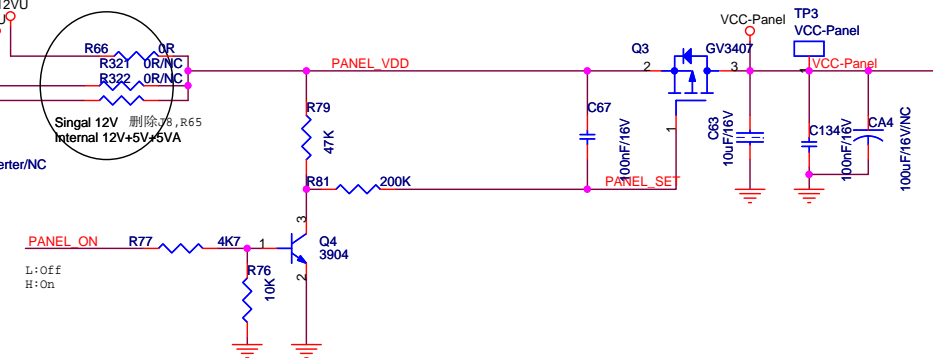 12VU
U
R66 0R
R321 0R/NC
R322 0R/NC
Singal 12V 删除J8,R65
Internal 12V+5V+5VA
erter/NC
PANEL_VDD
R79
47K
R81 200K
PANEL_ON R77 4K7
L:Off
H:On
R76
10K
1
3
2
Q4
3904
C67
100nF/16V
PANEL_SET
Q3 GV3407
2 3
1
VCC-Panel
C63
10uF/16V
TP3
VCC-Panel
VCC-Panel
1
C134
100nF/16V
CA4
100uF/16V/NC